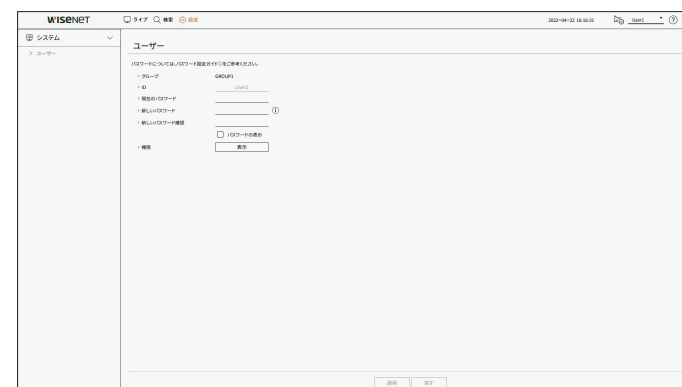 WISENET
ライブ 検索 設定
2022-04-22 16:16:31
User1
システム
> ユーザー
ユーザー
パスワードについては、パスワード設定ガイドⓘをご参考ください。
・グループ GROUP1
・ID User1
・現在のパスワード
・新しいパスワード
・新しいパスワード確認
パスワードの表示
・権限 表示
適用 戻す